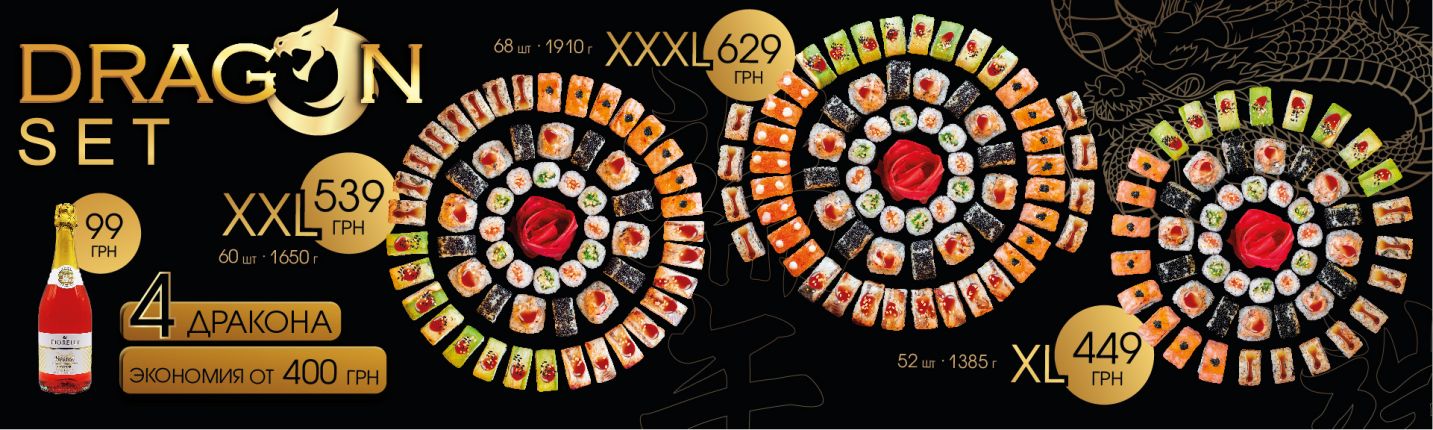 DRAGON
SET
68 шт · 1910 г
XXXL
629
ГРН
XXL
539
ГРН
60 шт · 1650 г
99
ГРН
FIORELLI
4 ДРАКОНА
ЭКОНОМИЯ ОТ 400 ГРН
52 шт · 1385 г
XL
449
ГРН